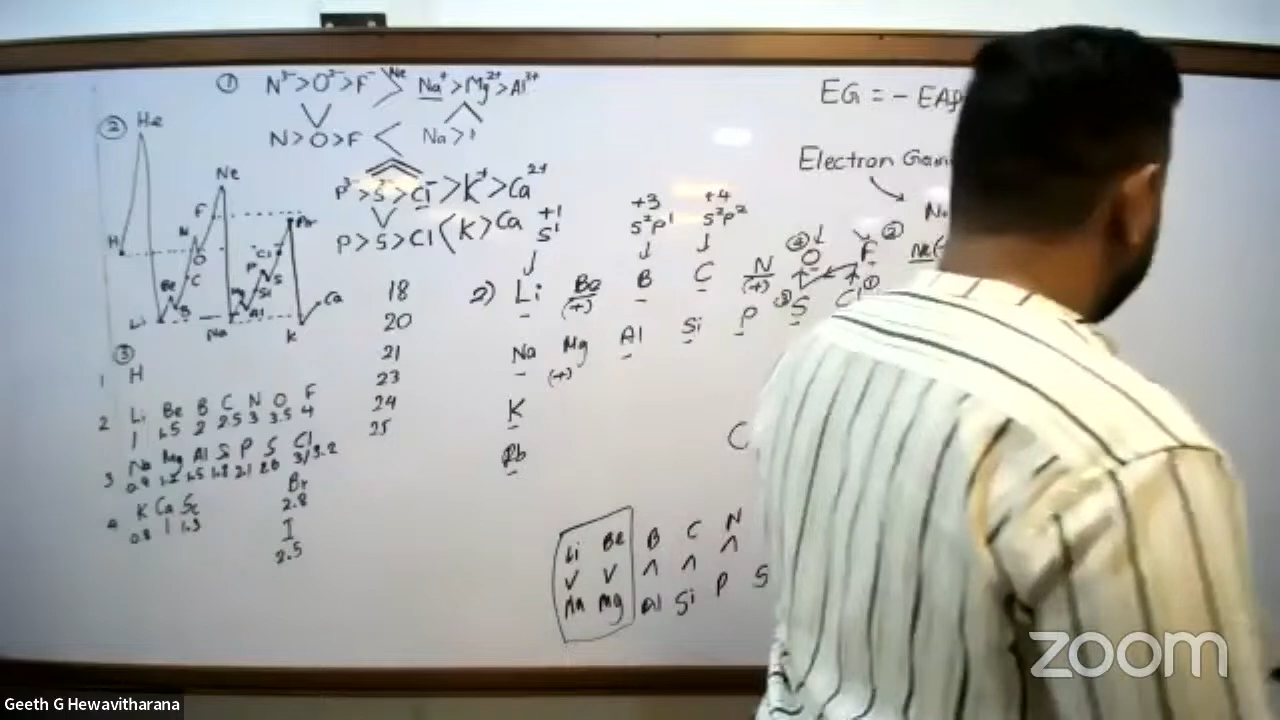 ① N³⁻ > O²⁻ > F⁻ > Ne Na⁺ > Mg²⁺ > Al³⁺
N > O > F < Na >
P³⁻ > S²⁻ > Cl⁻ > K⁺ > Ca²⁺
P > S > Cl < K > Ca
EG = - EA
Electron Gain
② He
Ne
F
N
H
O
Cl
P
Be
C
S
B
Mg
Si
Al
Li
Na
K
Ca
18
20
21
23
24
25
+1
s¹
+3
s²p¹
+4
s²p²
2) Li Be B C N O F
(+) (+)
④ ② ③ ①
Na Mg Al Si P S Cl
(+)
K
Rb
③
1 H
2 Li Be B C N O F
1 1.5 2 2.5 3 3.5 4
3 Na Mg Al S P S Cl
0.9 1.2 1.5 1.8 2.1 2.6 3/3.2
4 K Ca Sc Br
0.8 1 1.3 2.8
I
2.5
Li Be B C N
V V ʌ ʌ ʌ
Na Mg Al Si P S
zoom
Geeth G Hewavitharana